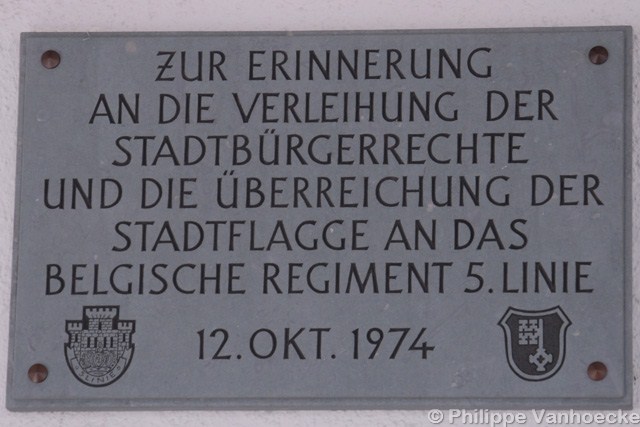 ZUR ERINNERUNG
AN DIE VERLEIHUNG DER
STADTBÜRGERRECHTE
UND DIE ÜBERREICHUNG DER
STADTFLAGGE AN DAS
BELGISCHE REGIMENT 5. LINIE
12. OKT. 1974
© Philippe Vanhoecke